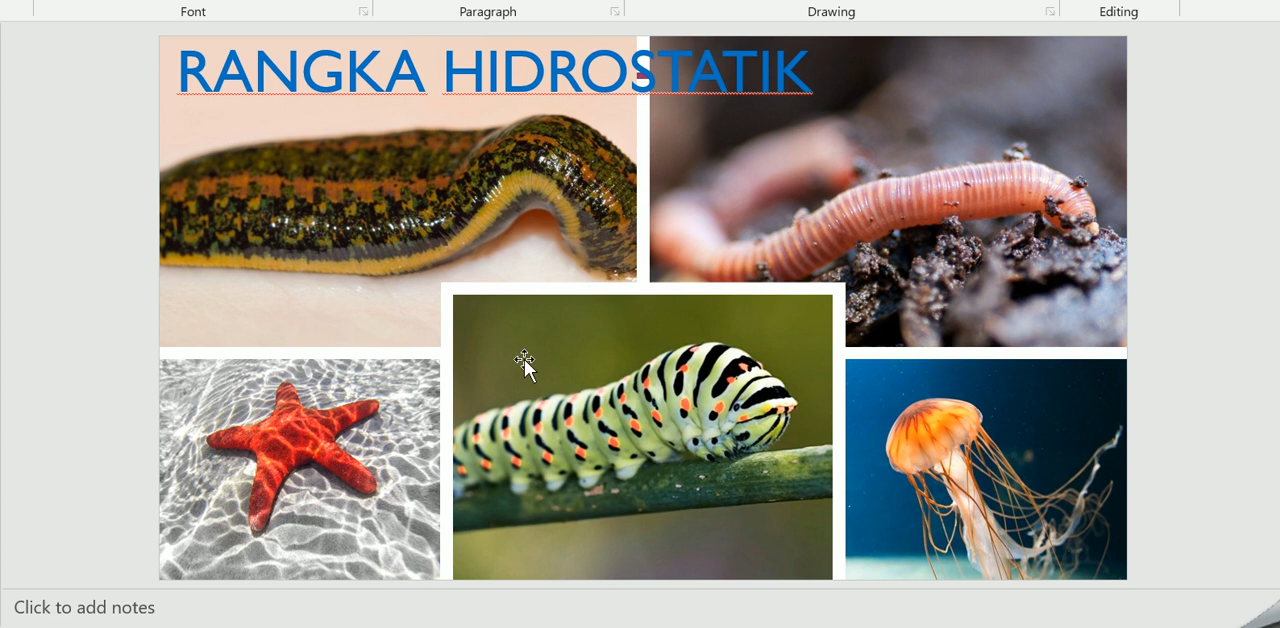 Font
Paragraph
Drawing
Editing
RANGKA HIDROSTATIK
Click to add notes